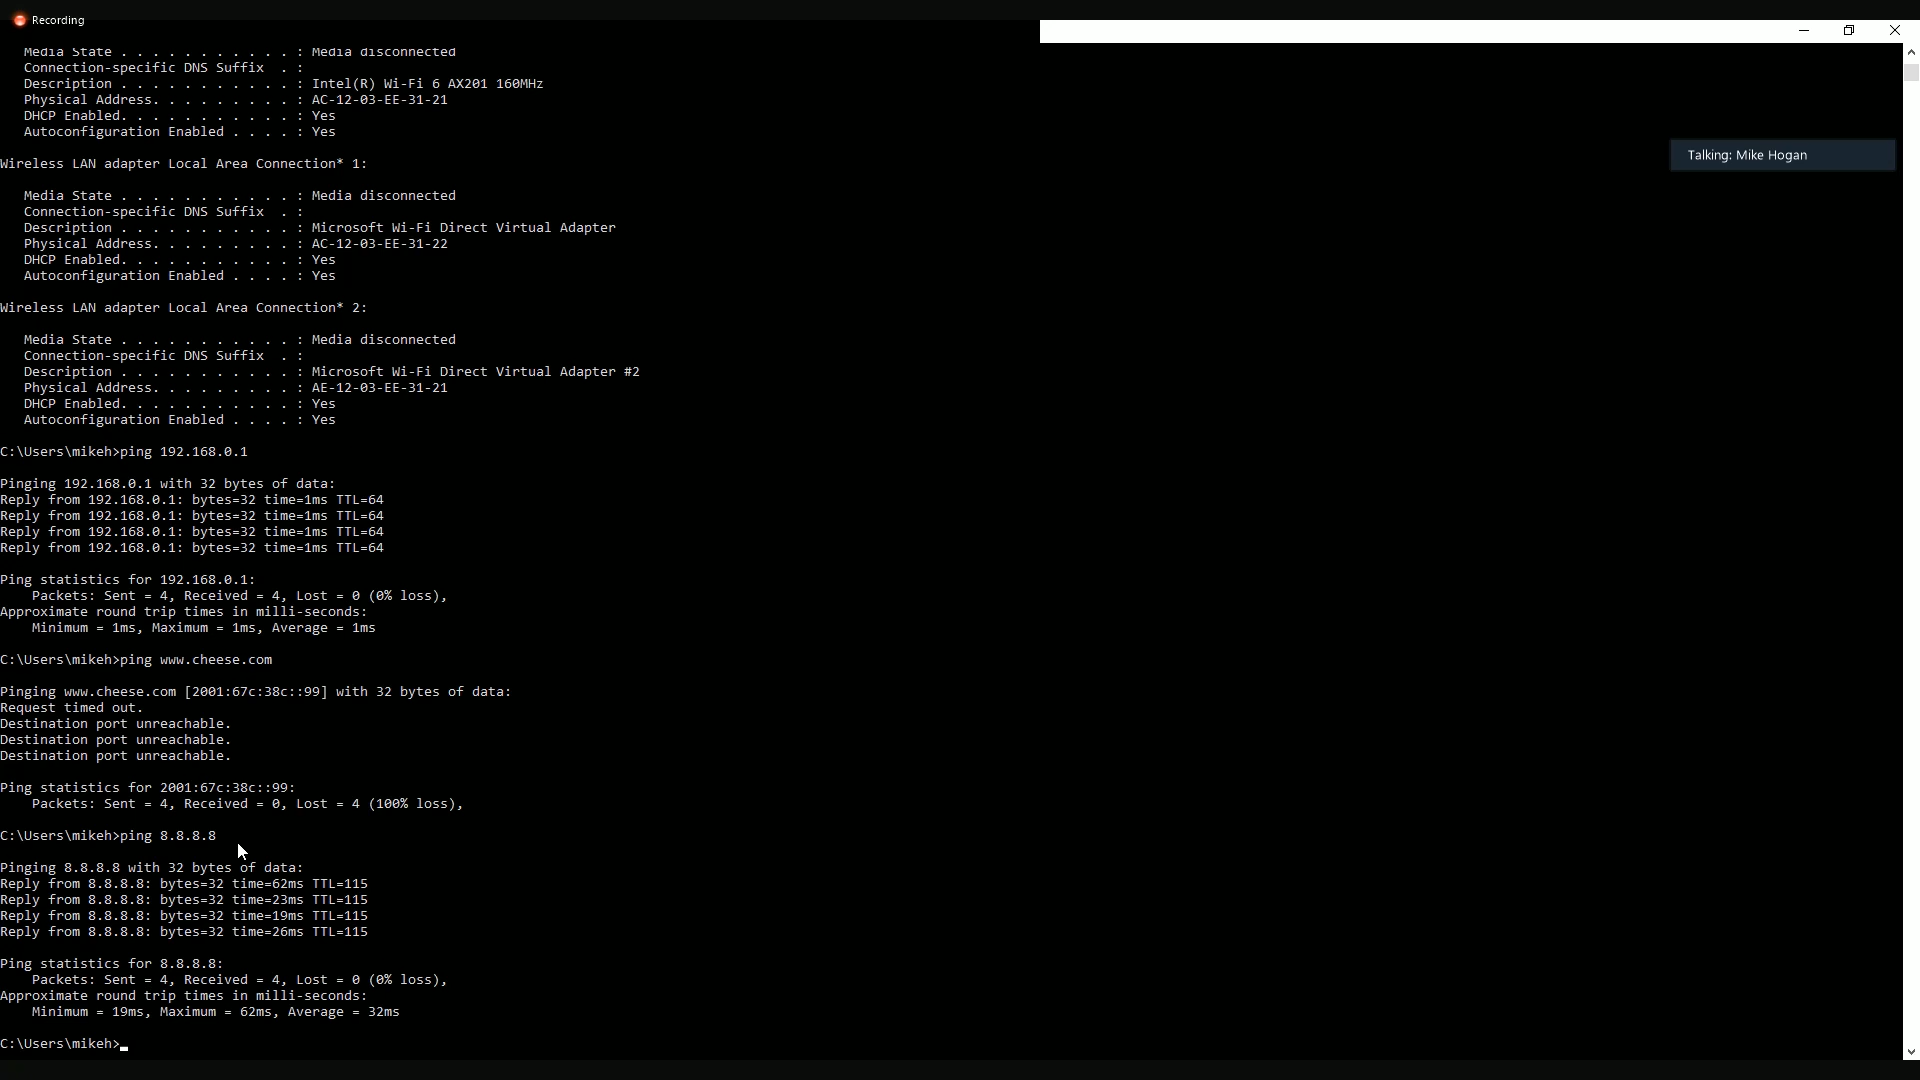 Recording
Media State . . . . . . . . . . . : Media disconnected
Connection-specific DNS Suffix  . :
Description . . . . . . . . . . . : Intel(R) Wi-Fi 6 AX201 160MHz
Physical Address. . . . . . . . . : AC-12-03-EE-31-21
DHCP Enabled. . . . . . . . . . . : Yes
Autoconfiguration Enabled . . . . : Yes
Wireless LAN adapter Local Area Connection* 1:
Talking: Mike Hogan
Media State . . . . . . . . . . . : Media disconnected
Connection-specific DNS Suffix  . :
Description . . . . . . . . . . . : Microsoft Wi-Fi Direct Virtual Adapter
Physical Address. . . . . . . . . : AC-12-03-EE-31-22
DHCP Enabled. . . . . . . . . . . : Yes
Autoconfiguration Enabled . . . . : Yes
Wireless LAN adapter Local Area Connection* 2:
Media State . . . . . . . . . . . : Media disconnected
Connection-specific DNS Suffix  . :
Description . . . . . . . . . . . : Microsoft Wi-Fi Direct Virtual Adapter #2
Physical Address. . . . . . . . . : AE-12-03-EE-31-21
DHCP Enabled. . . . . . . . . . . : Yes
Autoconfiguration Enabled . . . . : Yes
C:\Users\mikeh>ping 192.168.0.1
Pinging 192.168.0.1 with 32 bytes of data:
Reply from 192.168.0.1: bytes=32 time=1ms TTL=64
Reply from 192.168.0.1: bytes=32 time=1ms TTL=64
Reply from 192.168.0.1: bytes=32 time=1ms TTL=64
Reply from 192.168.0.1: bytes=32 time=1ms TTL=64
Ping statistics for 192.168.0.1:
Packets: Sent = 4, Received = 4, Lost = 0 (0% loss),
Approximate round trip times in milli-seconds:
Minimum = 1ms, Maximum = 1ms, Average = 1ms
C:\Users\mikeh>ping www.cheese.com
Pinging www.cheese.com [2001:67c:38c::99] with 32 bytes of data:
Request timed out.
Destination port unreachable.
Destination port unreachable.
Destination port unreachable.
Ping statistics for 2001:67c:38c::99:
Packets: Sent = 4, Received = 0, Lost = 4 (100% loss),
C:\Users\mikeh>ping 8.8.8.8
Pinging 8.8.8.8 with 32 bytes of data:
Reply from 8.8.8.8: bytes=32 time=62ms TTL=115
Reply from 8.8.8.8: bytes=32 time=23ms TTL=115
Reply from 8.8.8.8: bytes=32 time=19ms TTL=115
Reply from 8.8.8.8: bytes=32 time=26ms TTL=115
Ping statistics for 8.8.8.8:
Packets: Sent = 4, Received = 4, Lost = 0 (0% loss),
Approximate round trip times in milli-seconds:
Minimum = 19ms, Maximum = 62ms, Average = 32ms
C:\Users\mikeh>